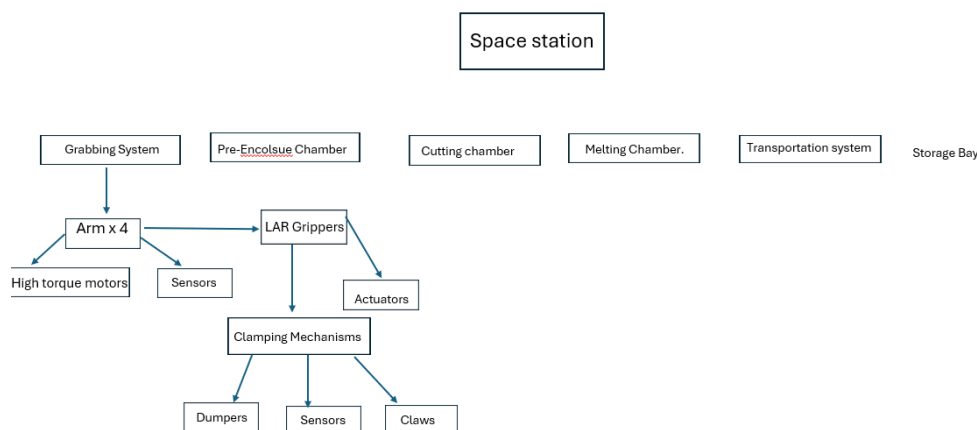 Space station
Grabbing System
Pre-Encolsue Chamber
Cutting chamber
Melting Chamber.
Transportation system
Storage Bay
Arm x 4
LAR Grippers
High torque motors
Sensors
Actuators
Clamping Mechanisms
Dumpers
Sensors
Claws